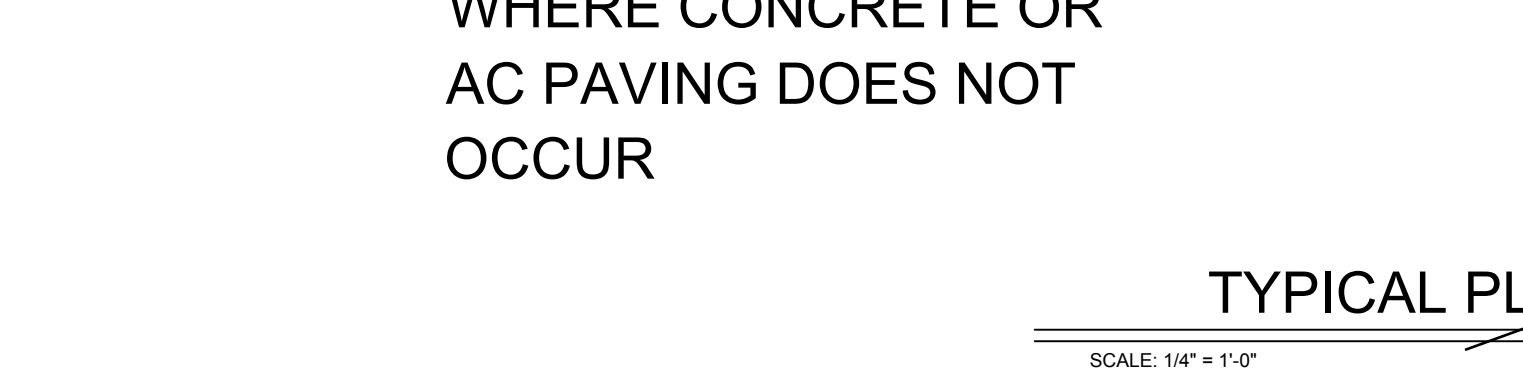 WHERE CONCRETE OR
AC PAVING DOES NOT
OCCUR
TYPICAL PL
SCALE: 1/4" = 1'-0"